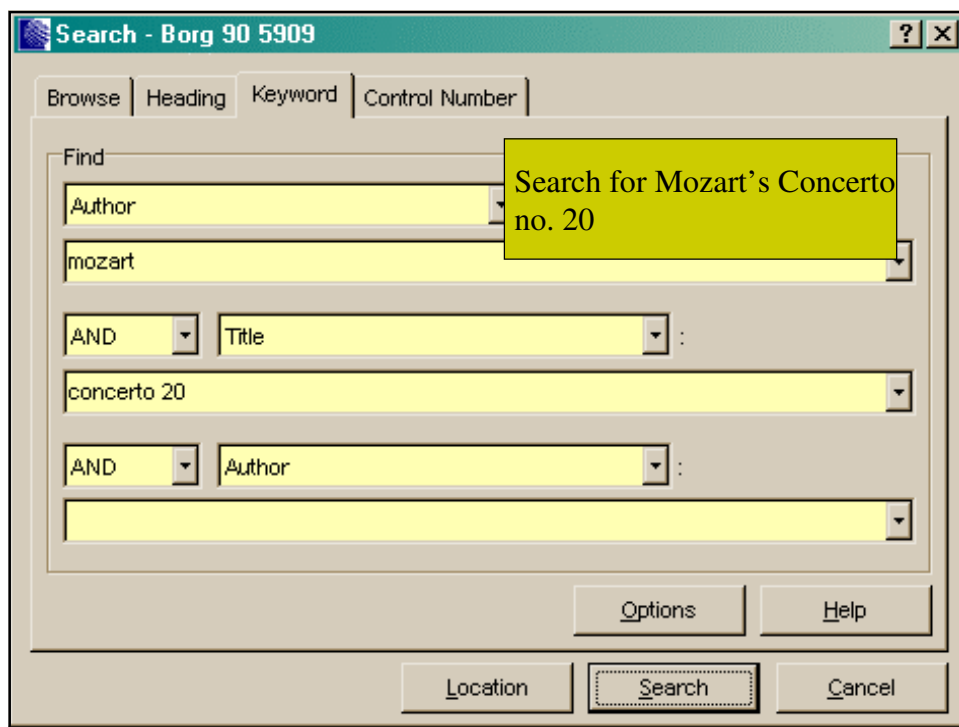 Search - Borg 90 5909
? X
Browse Heading Keyword Control Number
Find
Author
Search for Mozart’s Concerto
no. 20
mozart
AND Title :
concerto 20
AND Author :
Options Help
Location Search Cancel